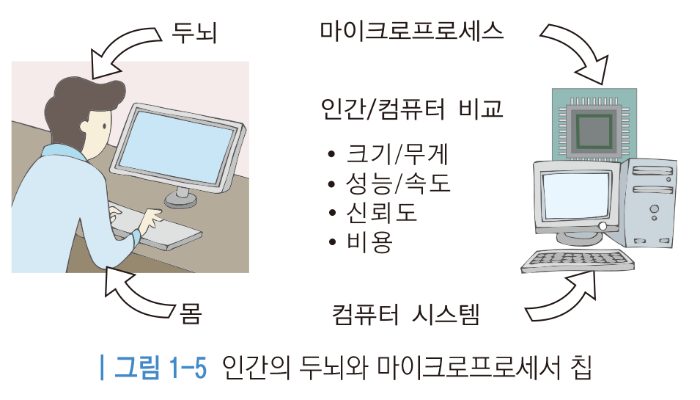 두뇌
마이크로프로세스
인간/컴퓨터 비교
• 크기/무게
• 성능/속도
• 신뢰도
• 비용
몸
컴퓨터 시스템
| 그림 1-5 인간의 두뇌와 마이크로프로세서 칩